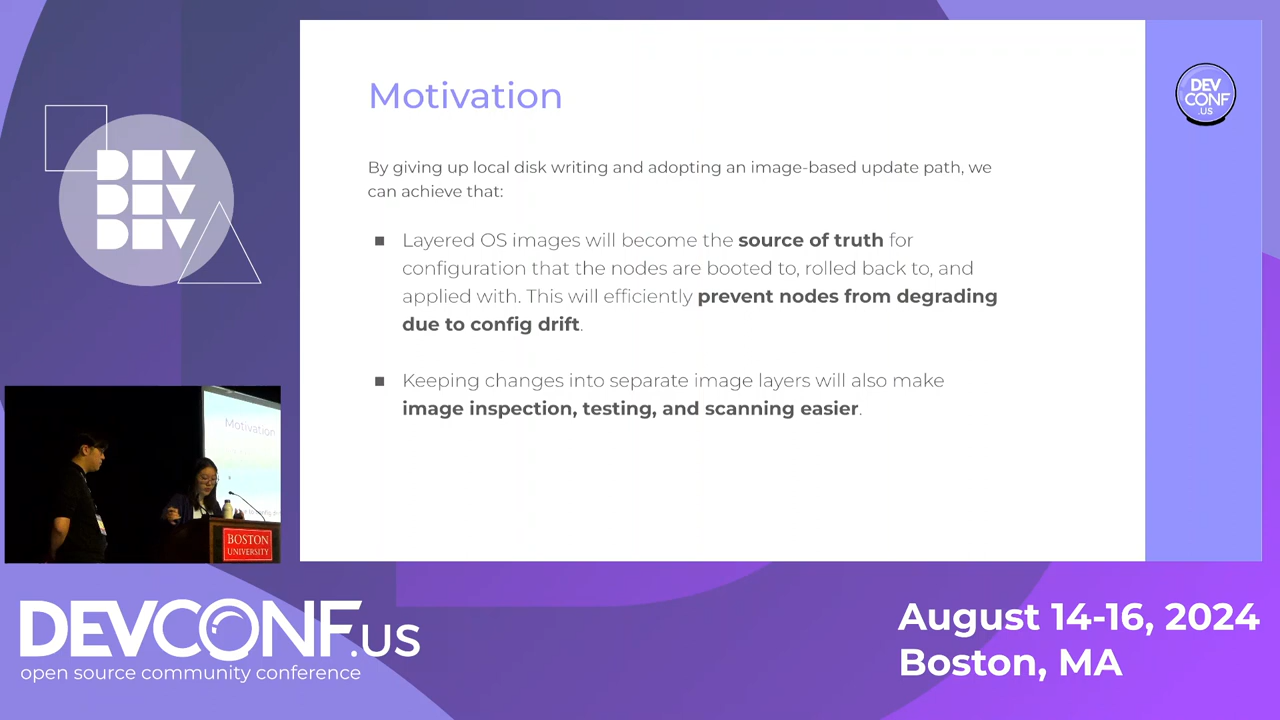 DEV
DEV
DEV
Motivation
DEV
CONF
.US
By giving up local disk writing and adopting an image-based update path, we
can achieve that:
■ Layered OS images will become the source of truth for
configuration that the nodes are booted to, rolled back to, and
applied with. This will efficiently prevent nodes from degrading
due to config drift.
■ Keeping changes into separate image layers will also make
image inspection, testing, and scanning easier.
Motivation
BOSTON
UNIVERSITY
DEVCONF.US
open source community conference
August 14-16, 2024
Boston, MA